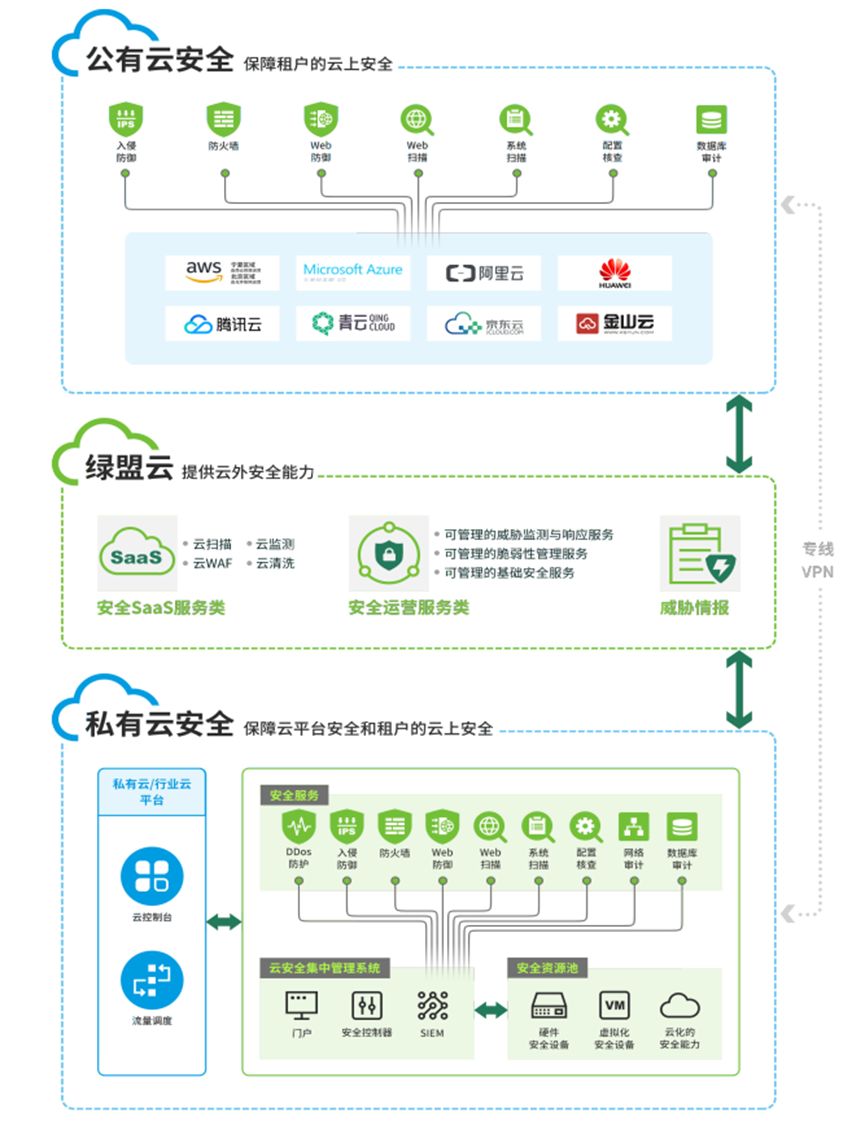 公有云安全 保障租户的云上安全
IPS
入侵
防御
防火墙
Web
防御
Web
扫描
系统
扫描
配置
核查
数据库
审计
aws 宁夏区域
北京区域
Microsoft Azure
阿里云
HUAWEI
腾讯云
青云 QING
CLOUD
京东云
JCLOUD.COM
金山云
绿盟云 提供云外安全能力
SaaS
安全SaaS服务类
• 云扫描 • 云监测
• 云WAF • 云清洗
安全运营服务类
• 可管理的威胁监测与响应服务
• 可管理的脆弱性管理服务
• 可管理的基础安全服务
威胁情报
专线
VPN
私有云安全 保障云平台安全和租户的云上安全
私有云/行业云
平台
云控制台
流量调度
安全服务
DDos
防护
IPS
入侵
防御
防火墙
Web
防御
Web
扫描
系统
扫描
配置
核查
网络
审计
数据库
审计
云安全集中管理系统
门户
安全控制器
SIEM
安全资源池
硬件
安全设备
VM
虚拟化
安全设备
云化的
安全能力